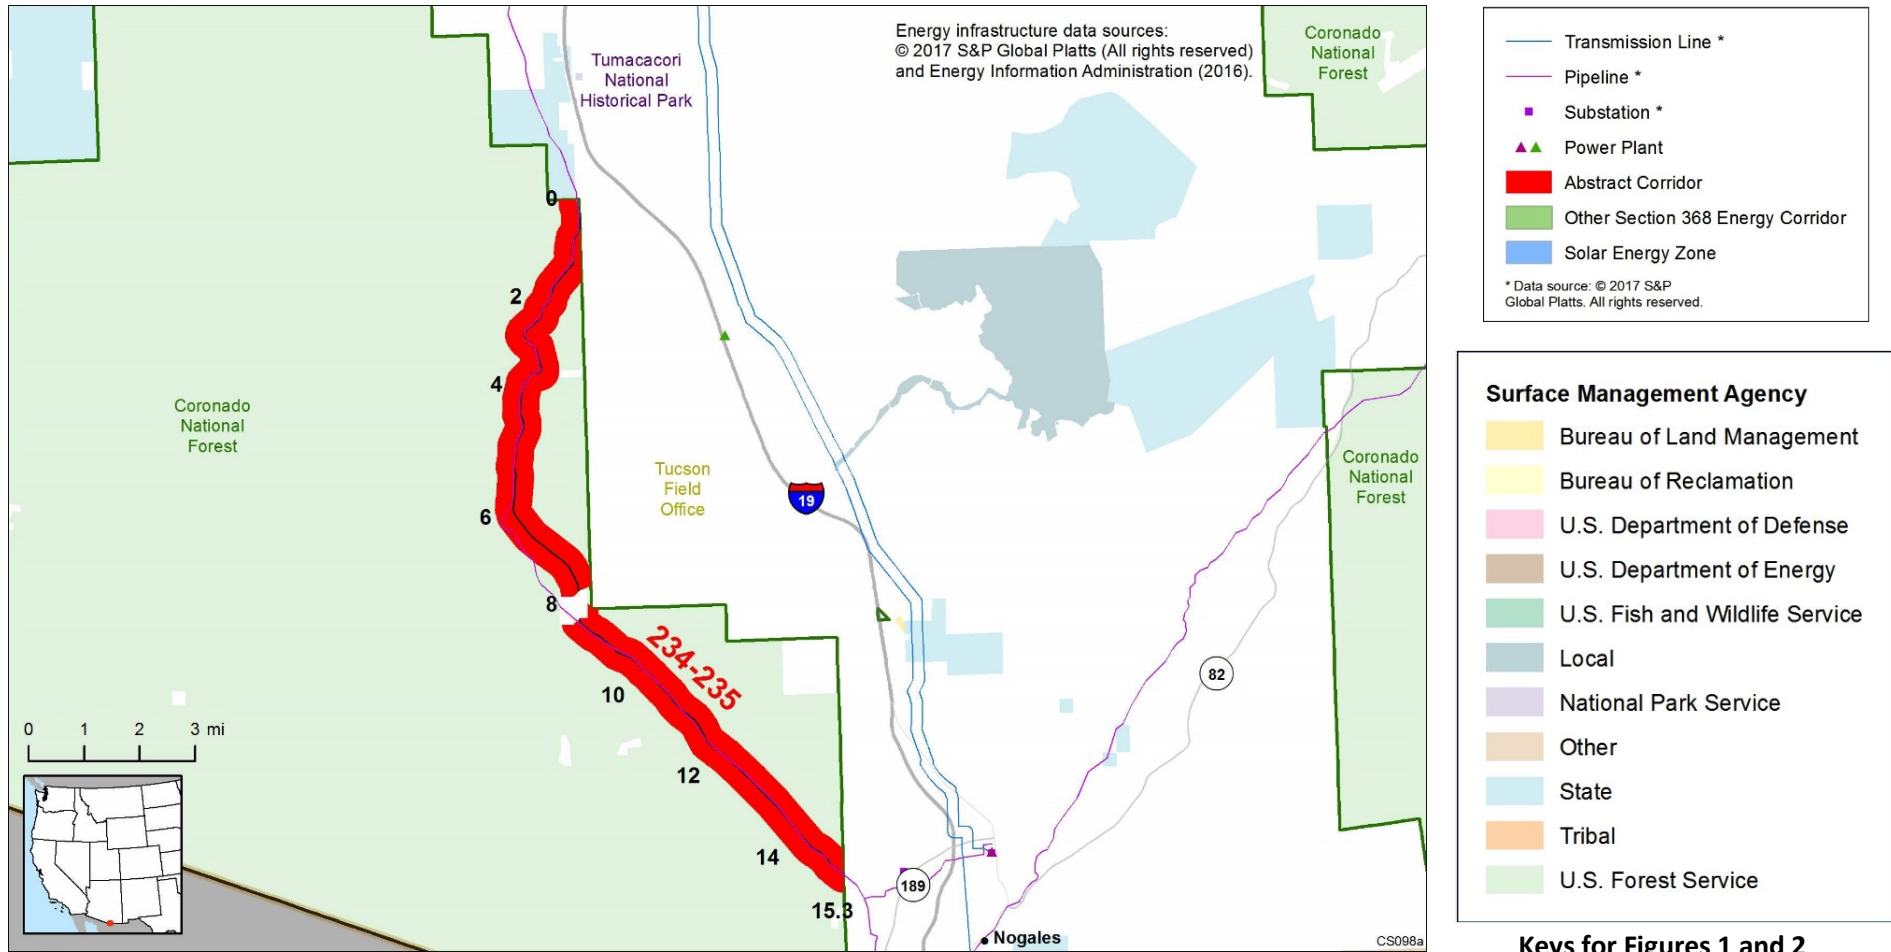 Energy infrastructure data sources:
© 2017 S&P Global Platts (All rights reserved)
and Energy Information Administration (2016).
Tumacacori
National
Historical Park
Coronado
National
Forest
0
2
4
6
8
10
12
14
15.3
234-235
Coronado
National
Forest
Tucson
Field
Office
19
Coronado
National
Forest
82
189
Nogales
CS098a
0 1 2 3 mi
Transmission Line *
Pipeline *
Substation *
Power Plant
Abstract Corridor
Other Section 368 Energy Corridor
Solar Energy Zone
* Data source: © 2017 S&P
Global Platts. All rights reserved.
Surface Management Agency
Bureau of Land Management
Bureau of Reclamation
U.S. Department of Defense
U.S. Department of Energy
U.S. Fish and Wildlife Service
Local
National Park Service
Other
State
Tribal
U.S. Forest Service
Keys for Figures 1 and 2